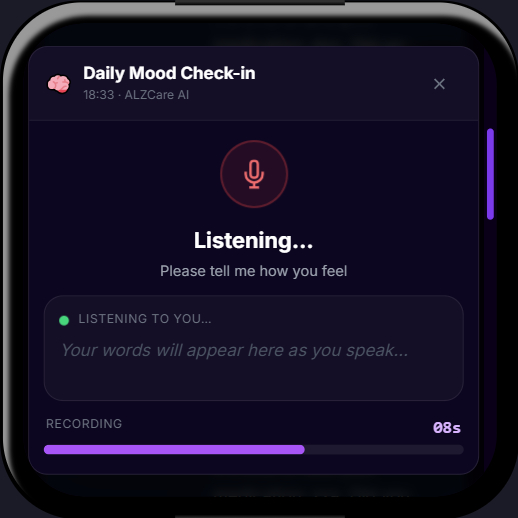 Daily Mood Check-in
18:33 · ALZCare AI
Listening...
Please tell me how you feel
LISTENING TO YOU...
Your words will appear here as you speak...
RECORDING
08s